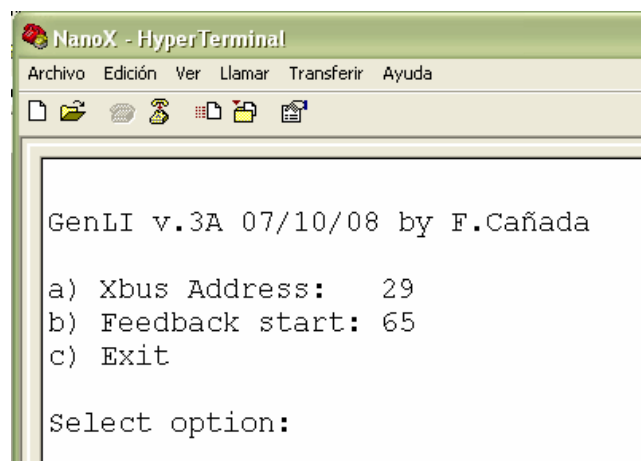 NanoX - HyperTerminal
Archivo Edición Ver Llamar Transferir Ayuda
GenLI v.3A 07/10/08 by F.Cañada
a) Xbus Address: 29
b) Feedback start: 65
c) Exit
Select option: